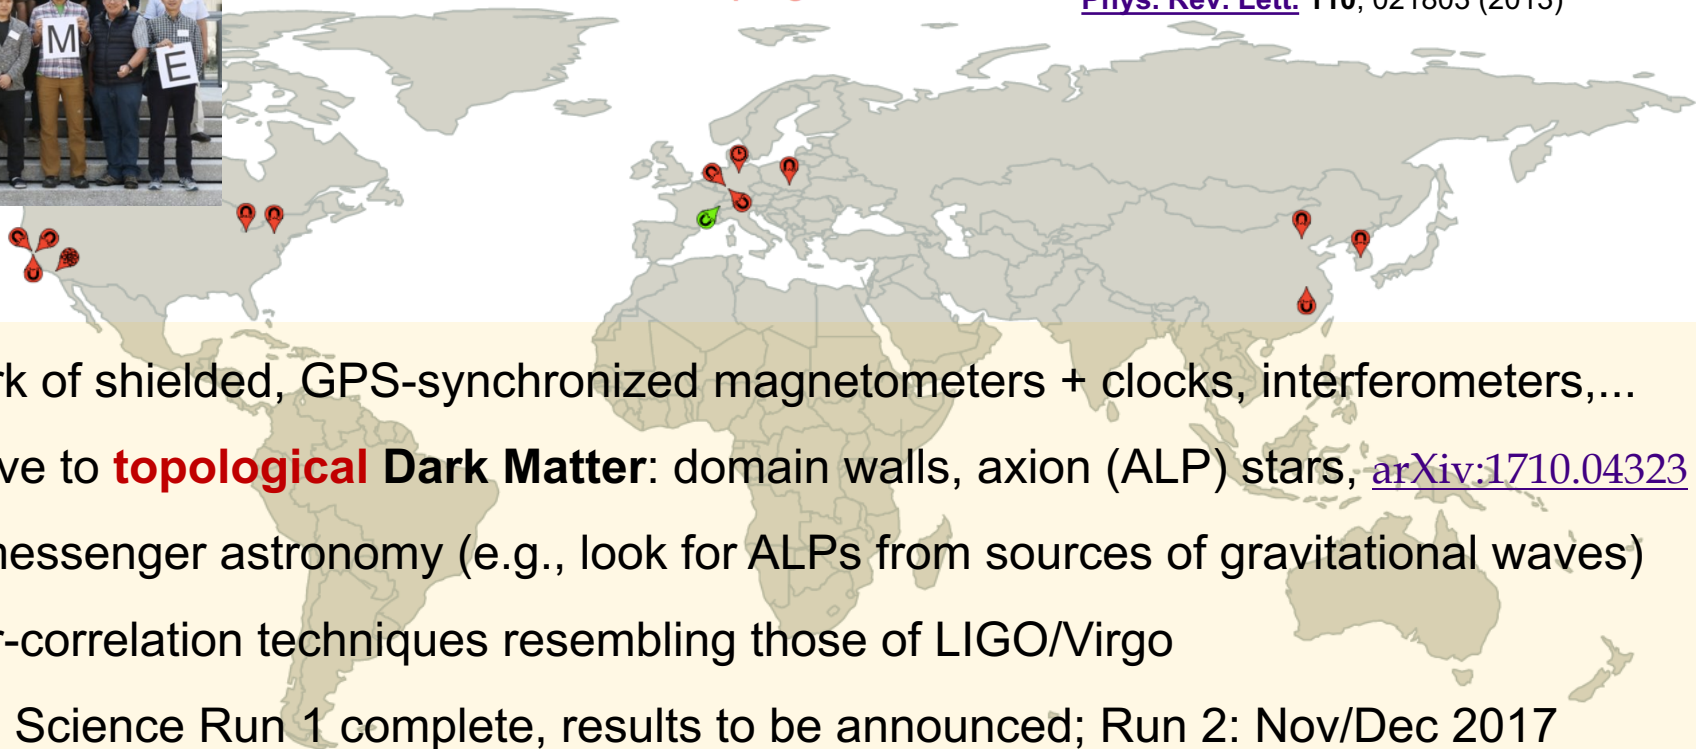 M
E
Phys. Rev. Lett. 110, 021803 (2013)
rk of shielded, GPS-synchronized magnetometers + clocks, interferometers,...
ve to topological Dark Matter: domain walls, axion (ALP) stars, arXiv:1710.04323
messenger astronomy (e.g., look for ALPs from sources of gravitational waves)
r-correlation techniques resembling those of LIGO/Virgo
Science Run 1 complete, results to be announced; Run 2: Nov/Dec 2017